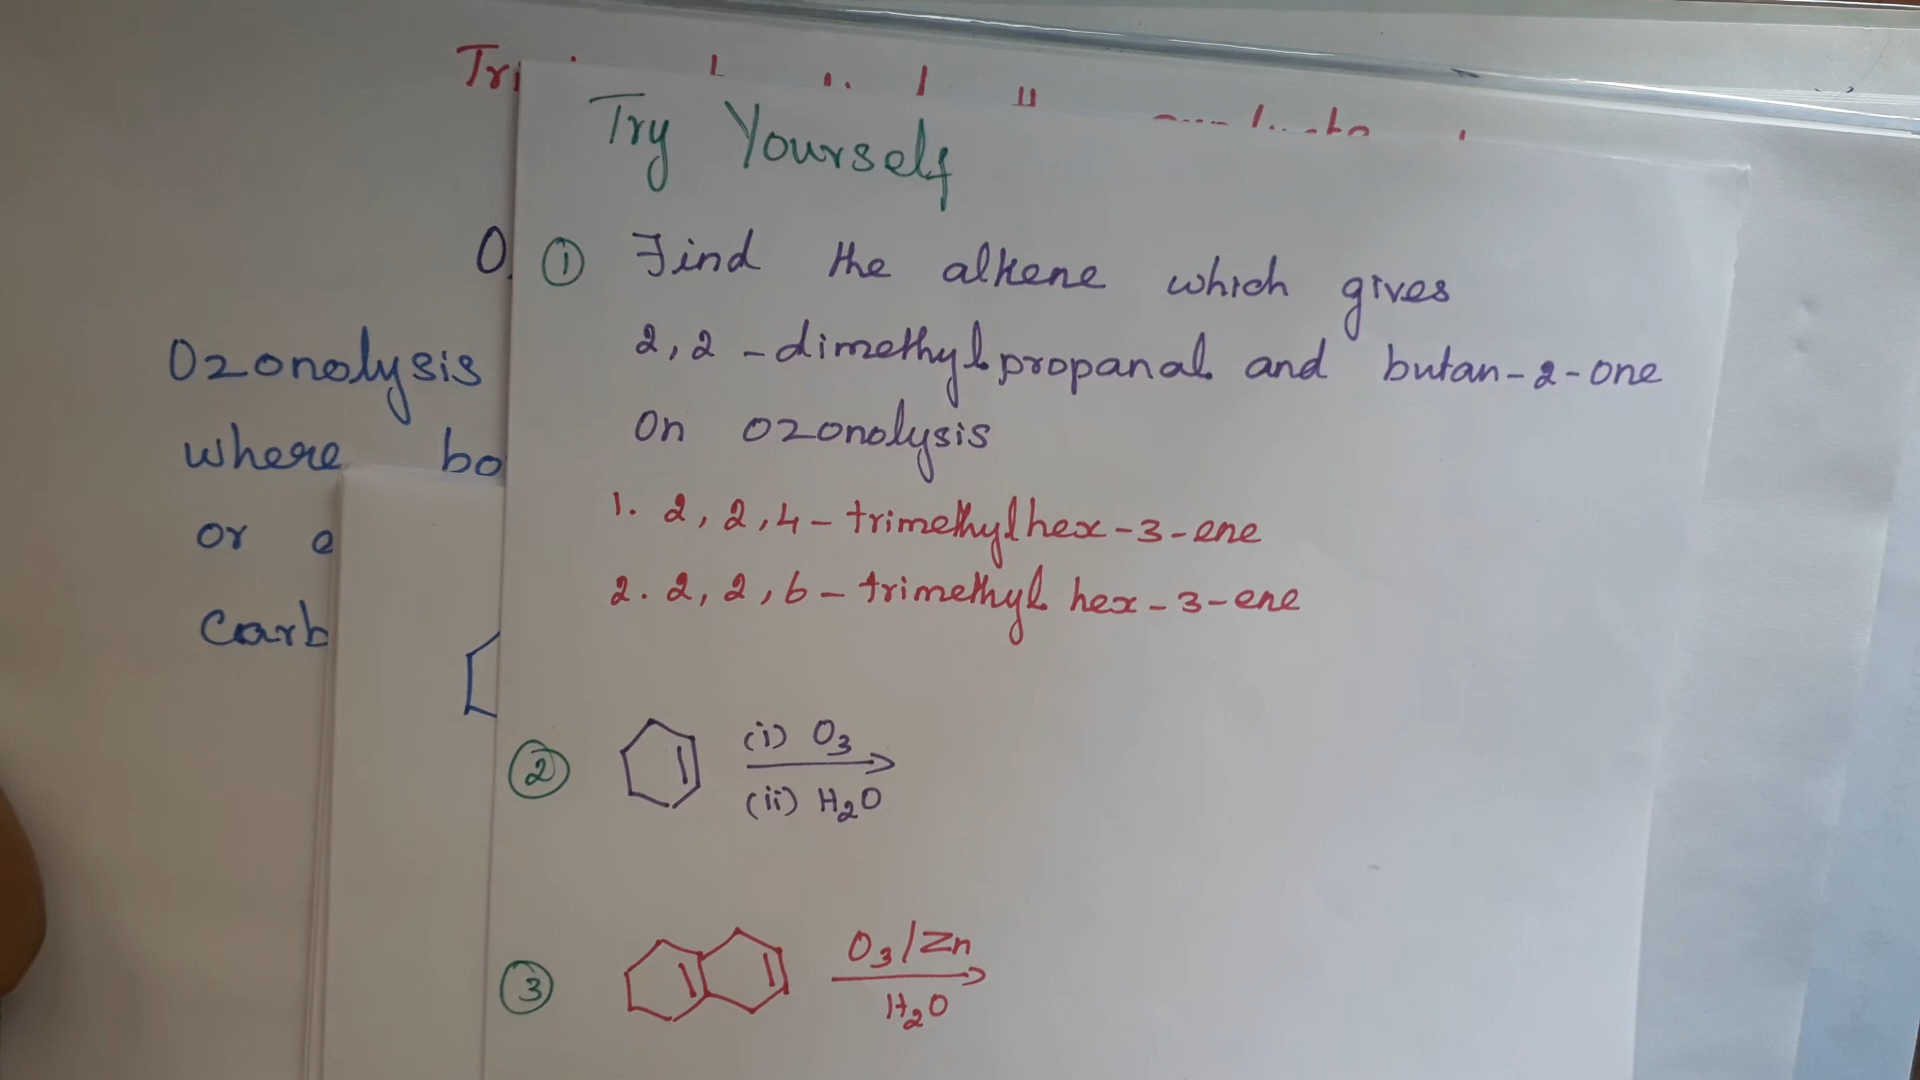 Try Yourself
① Find the alkene which gives
2,2-dimethylpropanal and butan-2-one
on ozonolysis
1. 2,2,4-trimethylhex-3-ene
2. 2,2,6-trimethyl hex-3-ene
② (i) O3
(ii) H2O
③ O3/Zn
H2O
Ozonolysis
where bo
or
Carb